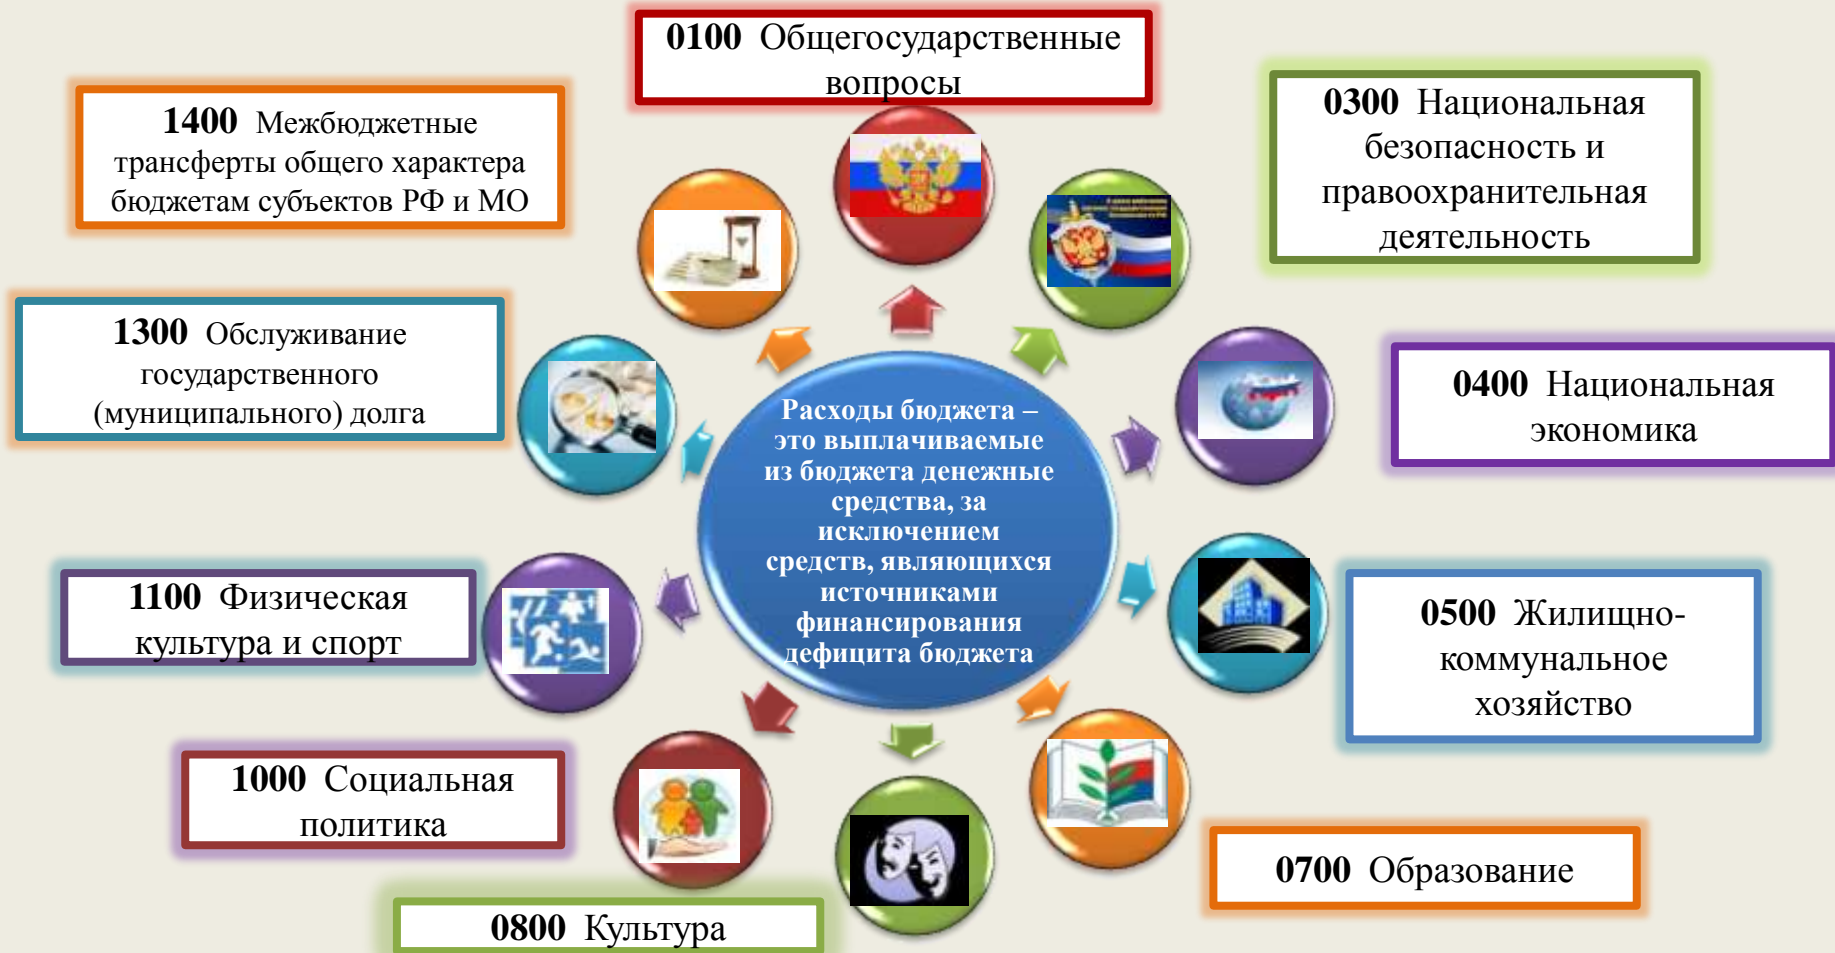 0100 Общегосударственные
вопросы
0300 Национальная
безопасность и
правоохранительная
деятельность
0400 Национальная
экономика
0500 Жилищно-
коммунальное
хозяйство
0700 Образование
0800 Культура
1000 Социальная
политика
1100 Физическая
культура и спорт
1300 Обслуживание
государственного
(муниципального) долга
1400 Межбюджетные
трансферты общего характера
бюджетам субъектов РФ и МО
Расходы бюджета –
это выплачиваемые
из бюджета денежные
средства, за
исключением
средств, являющихся
источниками
финансирования
дефицита бюджета